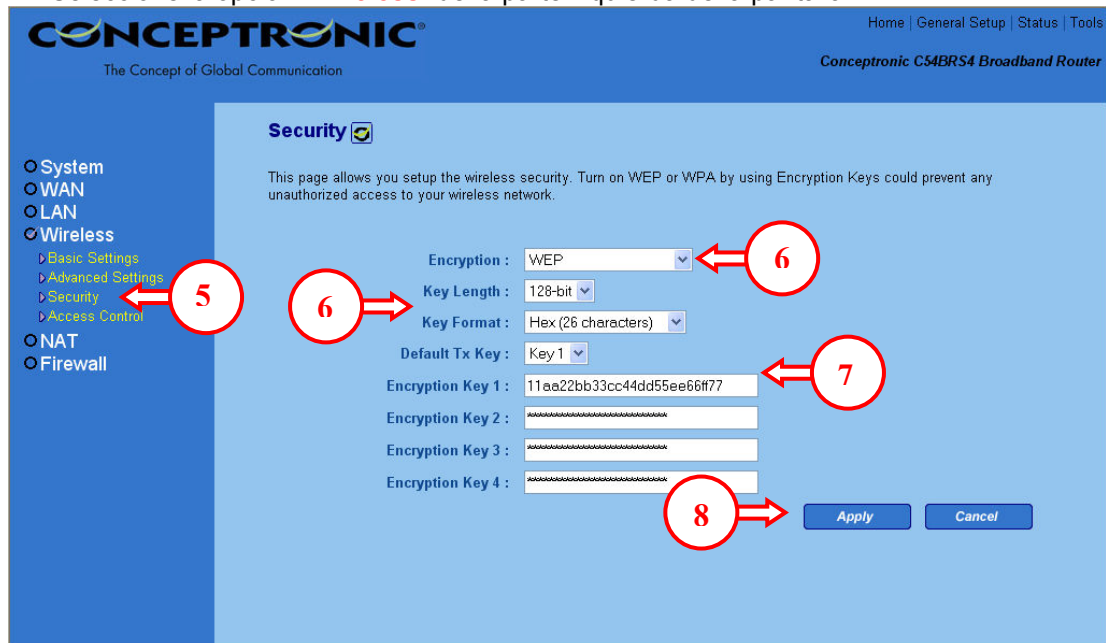 CONCEPTRONIC®
The Concept of Global Communication
Home | General Setup | Status | Tools
Conceptronic C54BRS4 Broadband Router
System
WAN
LAN
Wireless
Basic Settings
Advanced Settings
Security
Access Control
NAT
Firewall
5
Security
This page allows you setup the wireless security. Turn on WEP or WPA by using Encryption Keys could prevent any
unauthorized access to your wireless network.
Encryption : WEP
6
Key Length : 128-bit
6
Key Format : Hex (26 characters)
Default Tx Key : Key 1
Encryption Key 1 : 11aa22bb33cc44dd55ee66ff77
7
Encryption Key 2 : **************************
Encryption Key 3 : **************************
Encryption Key 4 : **************************
8
Apply Cancel